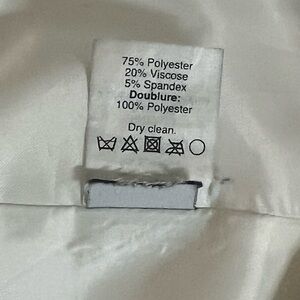 75% Polyester
20% Viscose
5% Spandex
Doublure:
100% Polyester
Dry clean.